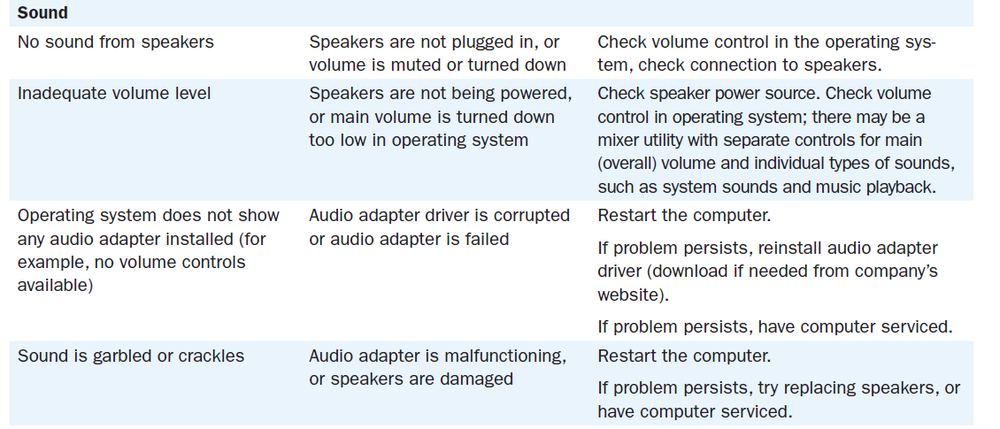 Sound
No sound from speakers
Speakers are not plugged in, or
volume is muted or turned down
Check volume control in the operating sys-
tem, check connection to speakers.
Inadequate volume level
Speakers are not being powered,
or main volume is turned down
too low in operating system
Check speaker power source. Check volume
control in operating system; there may be a
mixer utility with separate controls for main
(overall) volume and individual types of sounds,
such as system sounds and music playback.
Operating system does not show
any audio adapter installed (for
example, no volume controls
available)
Audio adapter driver is corrupted
or audio adapter is failed
Restart the computer.
If problem persists, reinstall audio adapter
driver (download if needed from company’s
website).
If problem persists, have computer serviced.
Sound is garbled or crackles
Audio adapter is malfunctioning,
or speakers are damaged
Restart the computer.
If problem persists, try replacing speakers, or
have computer serviced.